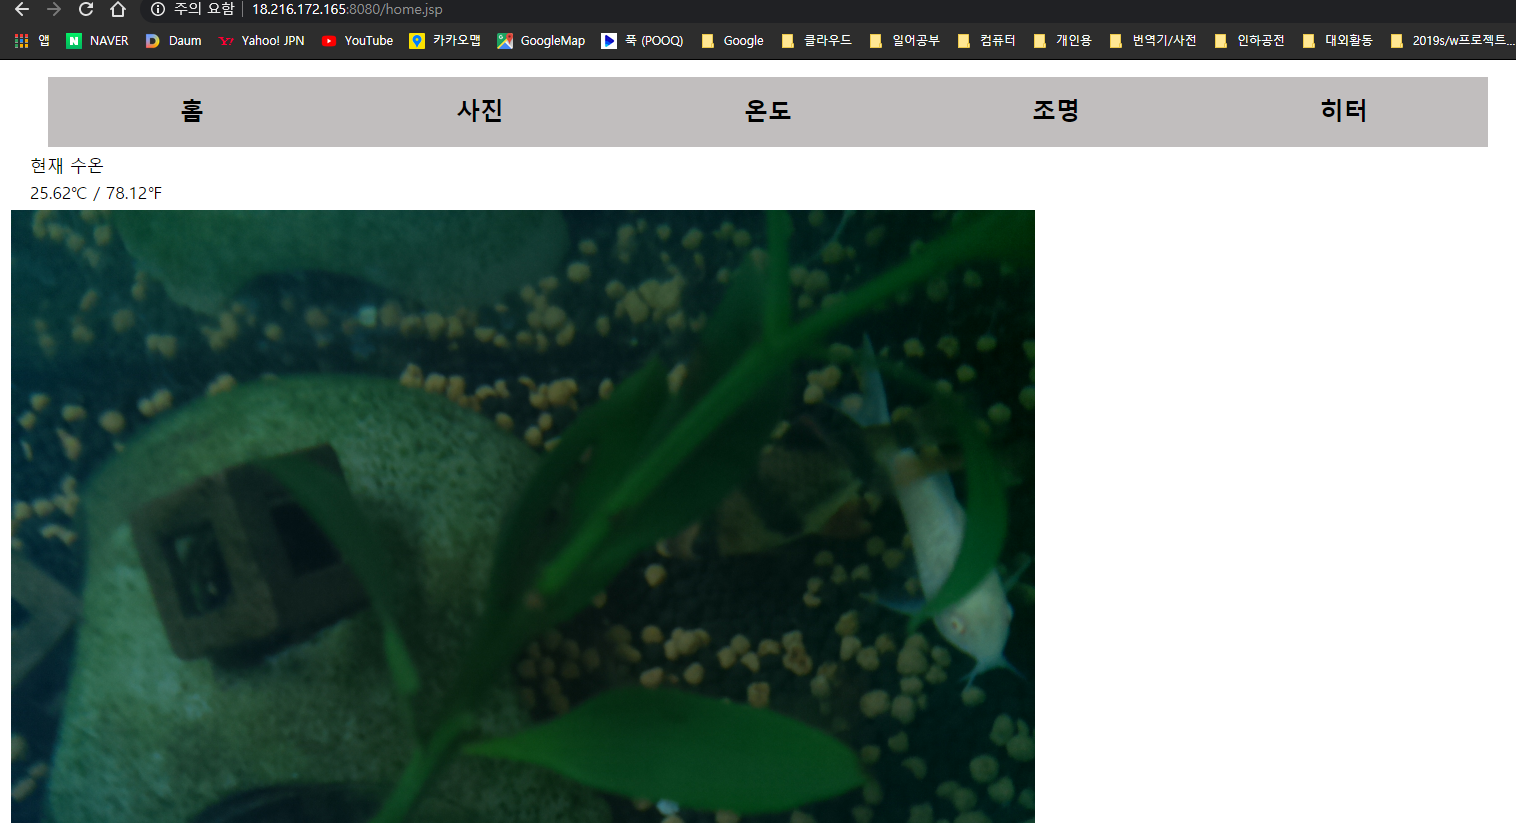 주의 요함 18.216.172.165:8080/home.jsp
앱 NAVER Daum Yahoo! JPN YouTube 카카오맵 GoogleMap 푹 (POOQ) Google 클라우드 일어공부 컴퓨터 개인용 번역기/사전 인하공전 대외활동 2019s/w프로젝트...
홈 사진 온도 조명 히터
현재 수온
25.62℃ / 78.12℉